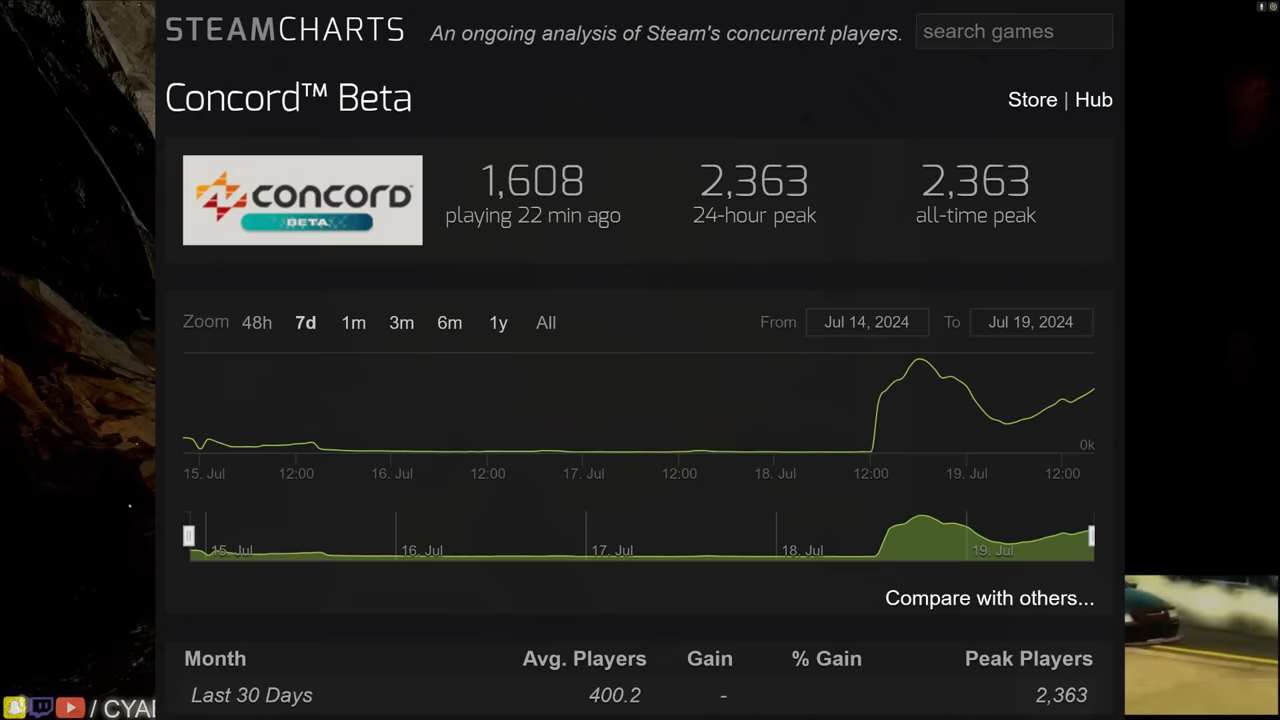 STEAMCHARTS An ongoing analysis of Steam's concurrent players. search games
Concord™ Beta Store | Hub
CONCORD
BETA
1,608 2,363 2,363
playing 22 min ago 24-hour peak all-time peak
Zoom 48h 7d 1m 3m 6m 1y All From Jul 14, 2024 To Jul 19, 2024
0k
15. Jul 12:00 16. Jul 12:00 17. Jul 12:00 18. Jul 12:00 19. Jul 12:00
15. Jul 16. Jul 17. Jul 18. Jul 19. Jul
Compare with others...
Month Avg. Players Gain % Gain Peak Players
Last 30 Days 400.2 - 2,363